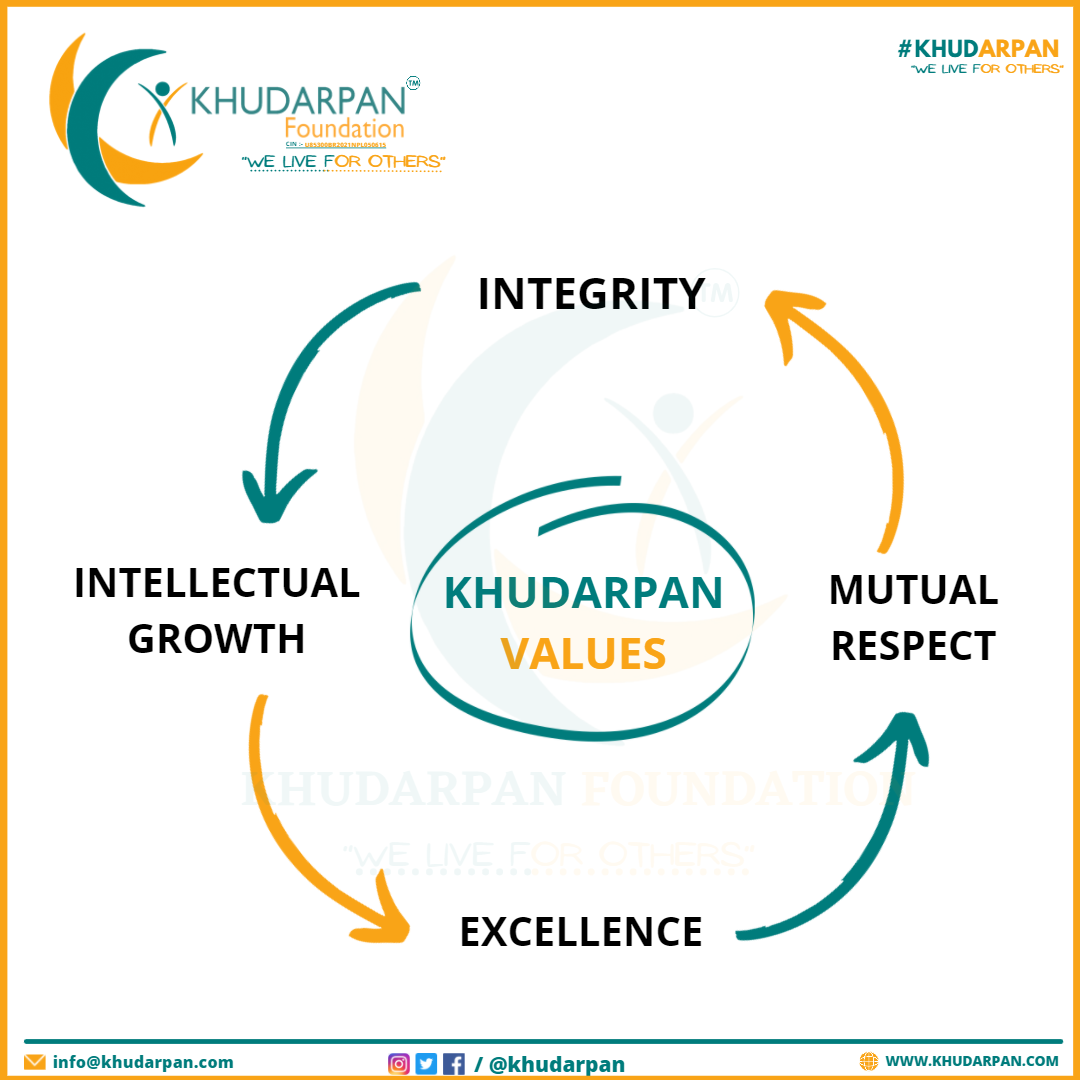 #KHUDARPAN
"WE LIVE FOR OTHERS"
KHUDARPAN™
Foundation
CIN :- U85300BR2021NPL050615
"WE LIVE FOR OTHERS"
INTEGRITY
TM
INTELLECTUAL
GROWTH
KHUDARPAN
VALUES
MUTUAL
RESPECT
KHUDARPAN FOUNDATION
"WE LIVE FOR OTHERS"
EXCELLENCE
info@khudarpan.com
/ @khudarpan
WWW.KHUDARPAN.COM